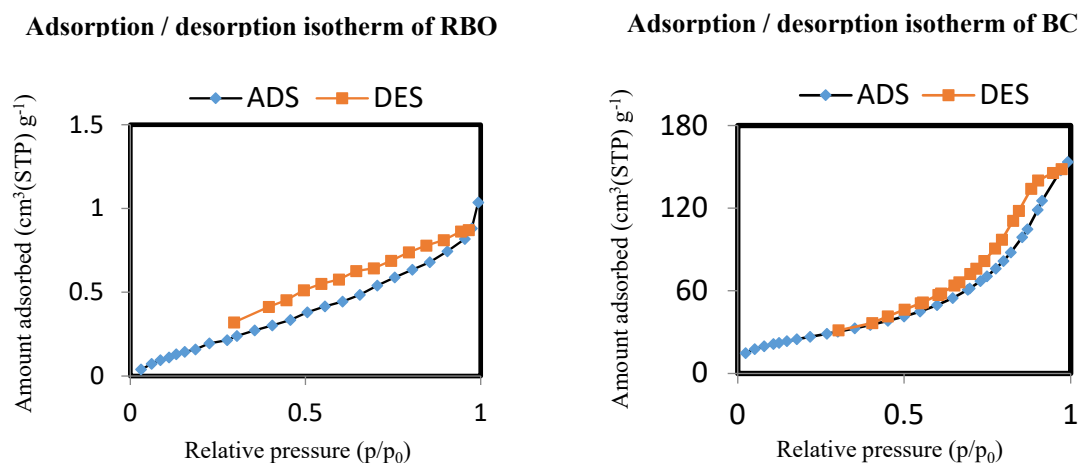 Adsorption / desorption isotherm of RBO
ADS DES
Amount adsorbed (cm³(STP) g⁻¹)
1.5
1
0.5
0
0 0.5 1
Relative pressure (p/p₀)
Adsorption / desorption isotherm of BC
ADS DES
Amount adsorbed (cm³(STP) g⁻¹)
180
120
60
0
0 0.5 1
Relative pressure (p/p₀)